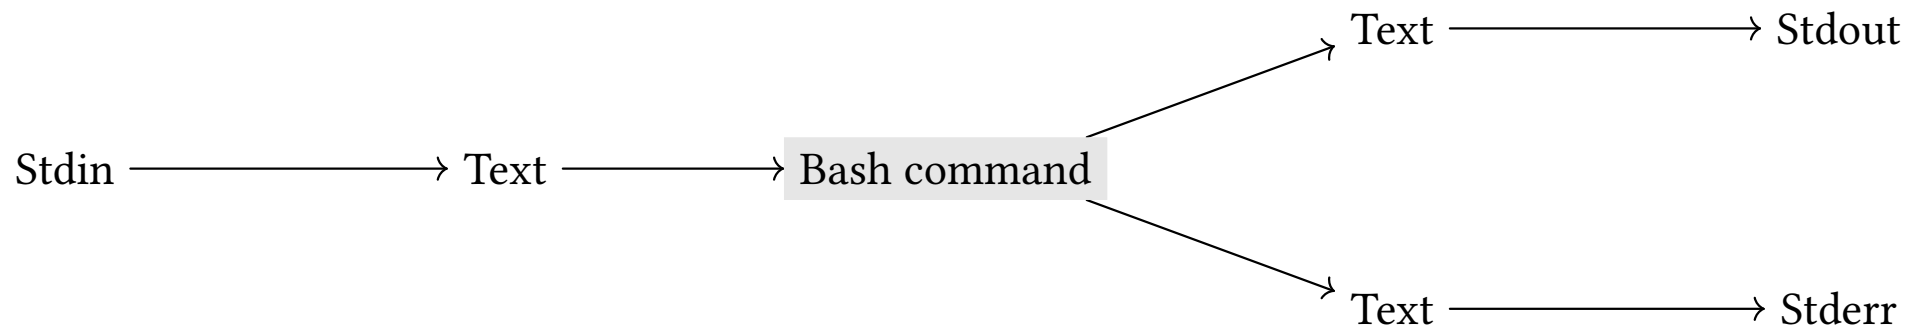 Text
Stdout
Stdin
Text
Bash command
Text
Stderr